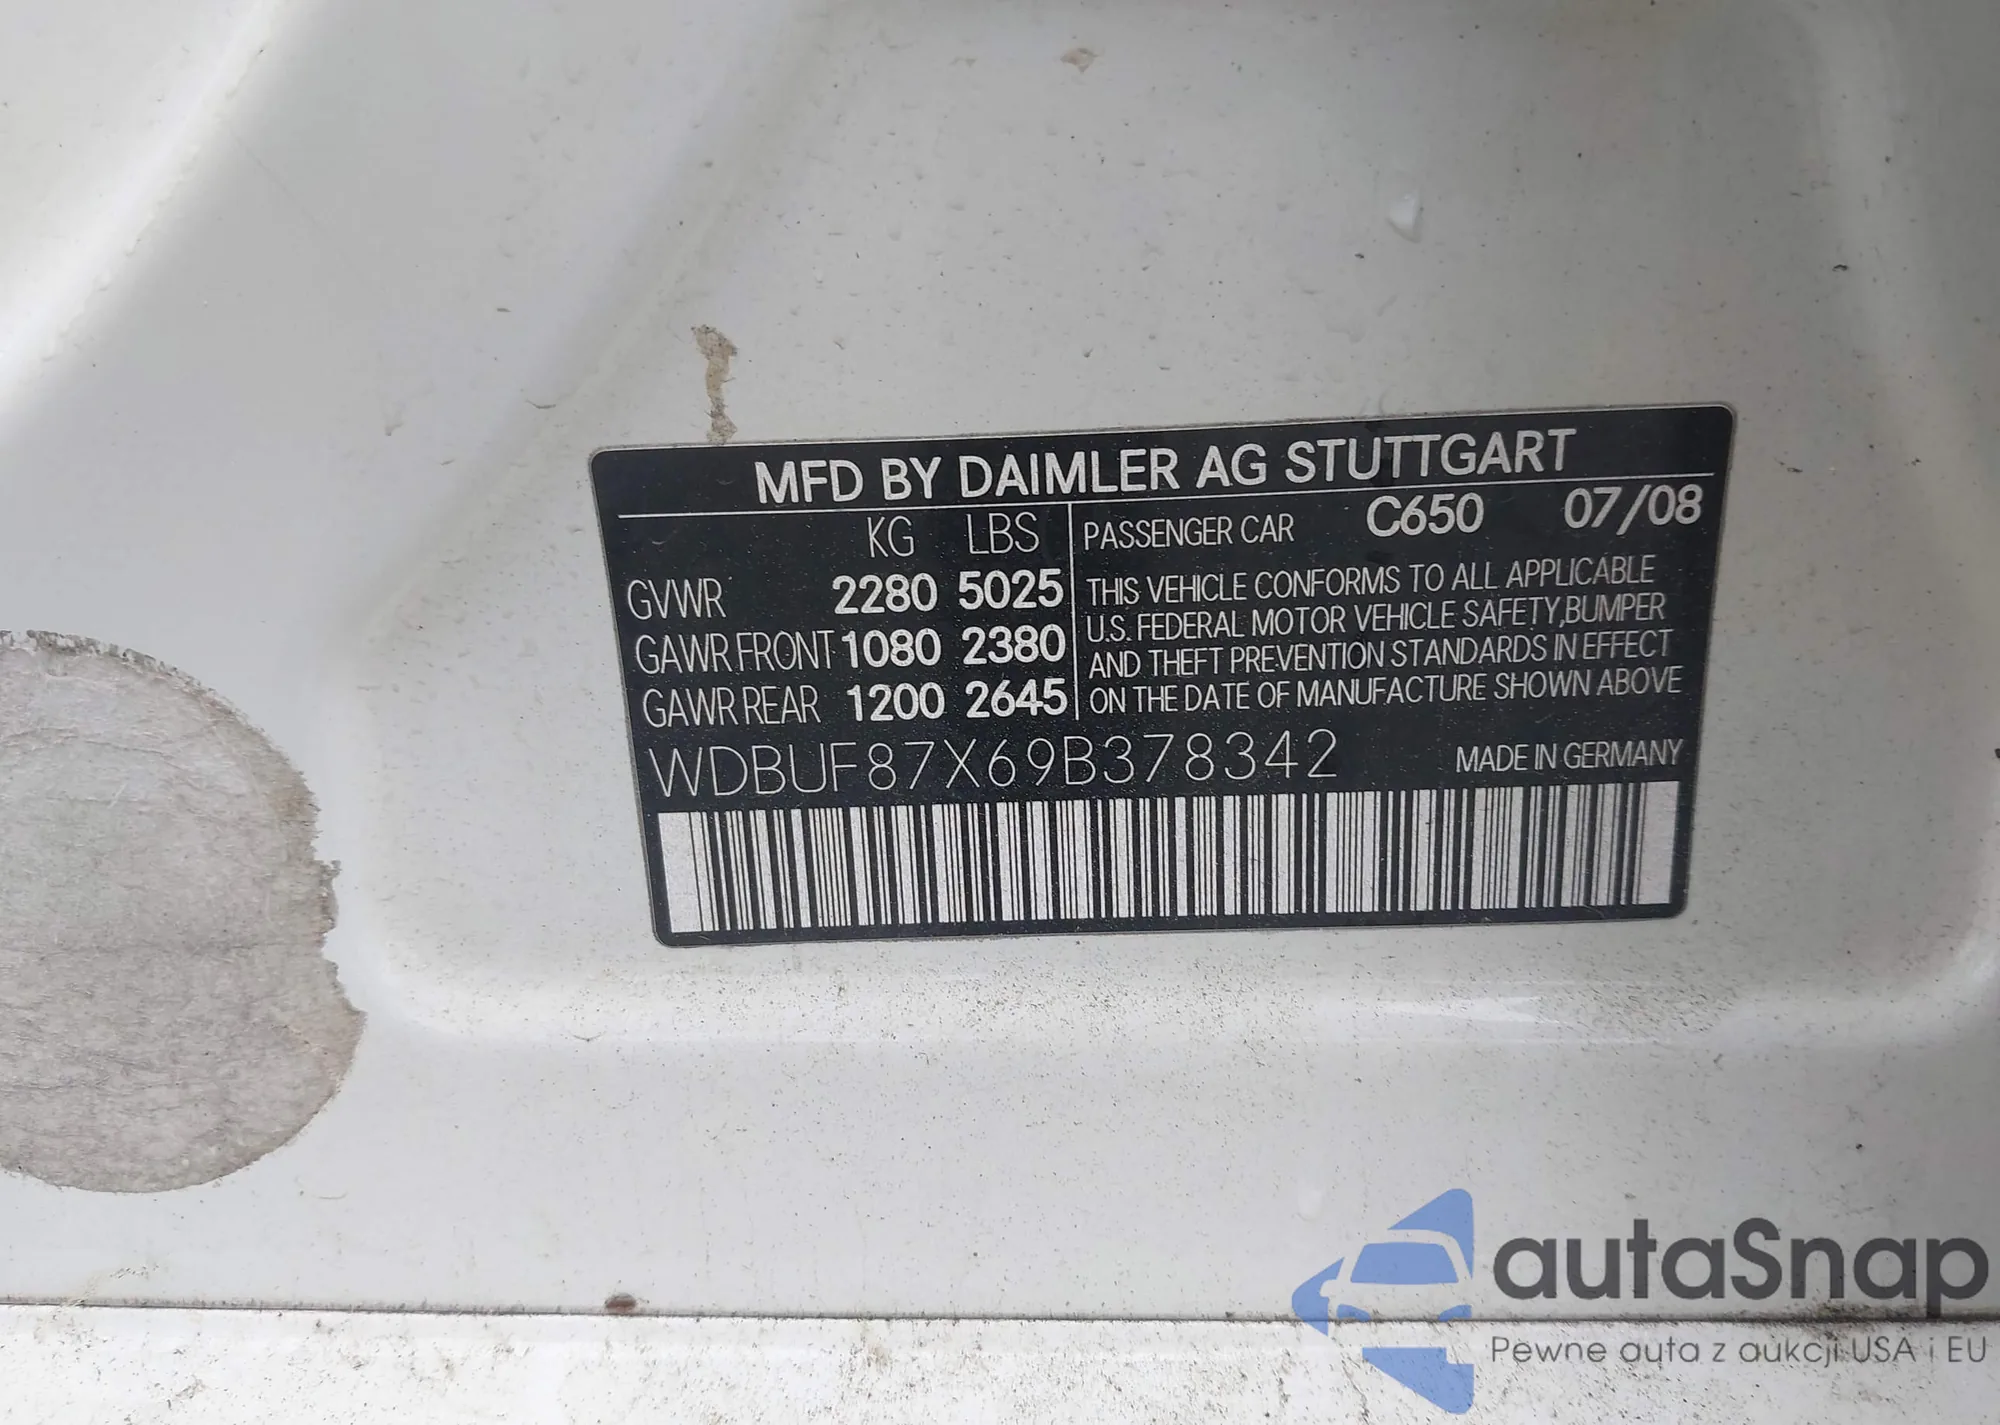 MFD BY DAIMLER AG STUTTGART
KG LBS
GVWR 2280 5025
GAWR FRONT 1080 2380
GAWR REAR 1200 2645
PASSENGER CAR C650 07/08
THIS VEHICLE CONFORMS TO ALL APPLICABLE
U.S. FEDERAL MOTOR VEHICLE SAFETY,BUMPER
AND THEFT PREVENTION STANDARDS IN EFFECT
ON THE DATE OF MANUFACTURE SHOWN ABOVE
WDBUF87X69B378342 MADE IN GERMANY
autaSnap
Pewne auta z aukcji USA i EU